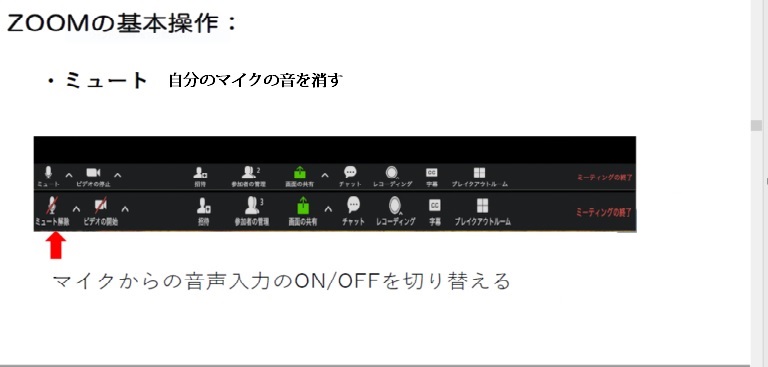 ZOOMの基本操作：
・ミュート 自分のマイクの音を消す
ミュート ビデオの停止 招待 参加者の管理 2 画面の共有 チャット レコーディング CC 字幕 ブレイクアウトルーム ミーティングの終了
ミュート解除 ビデオの開始 招待 参加者の管理 3 画面の共有 チャット レコーディング CC 字幕 ブレイクアウトルーム ミーティングの終了
マイクからの音声入力のON/OFFを切り替える